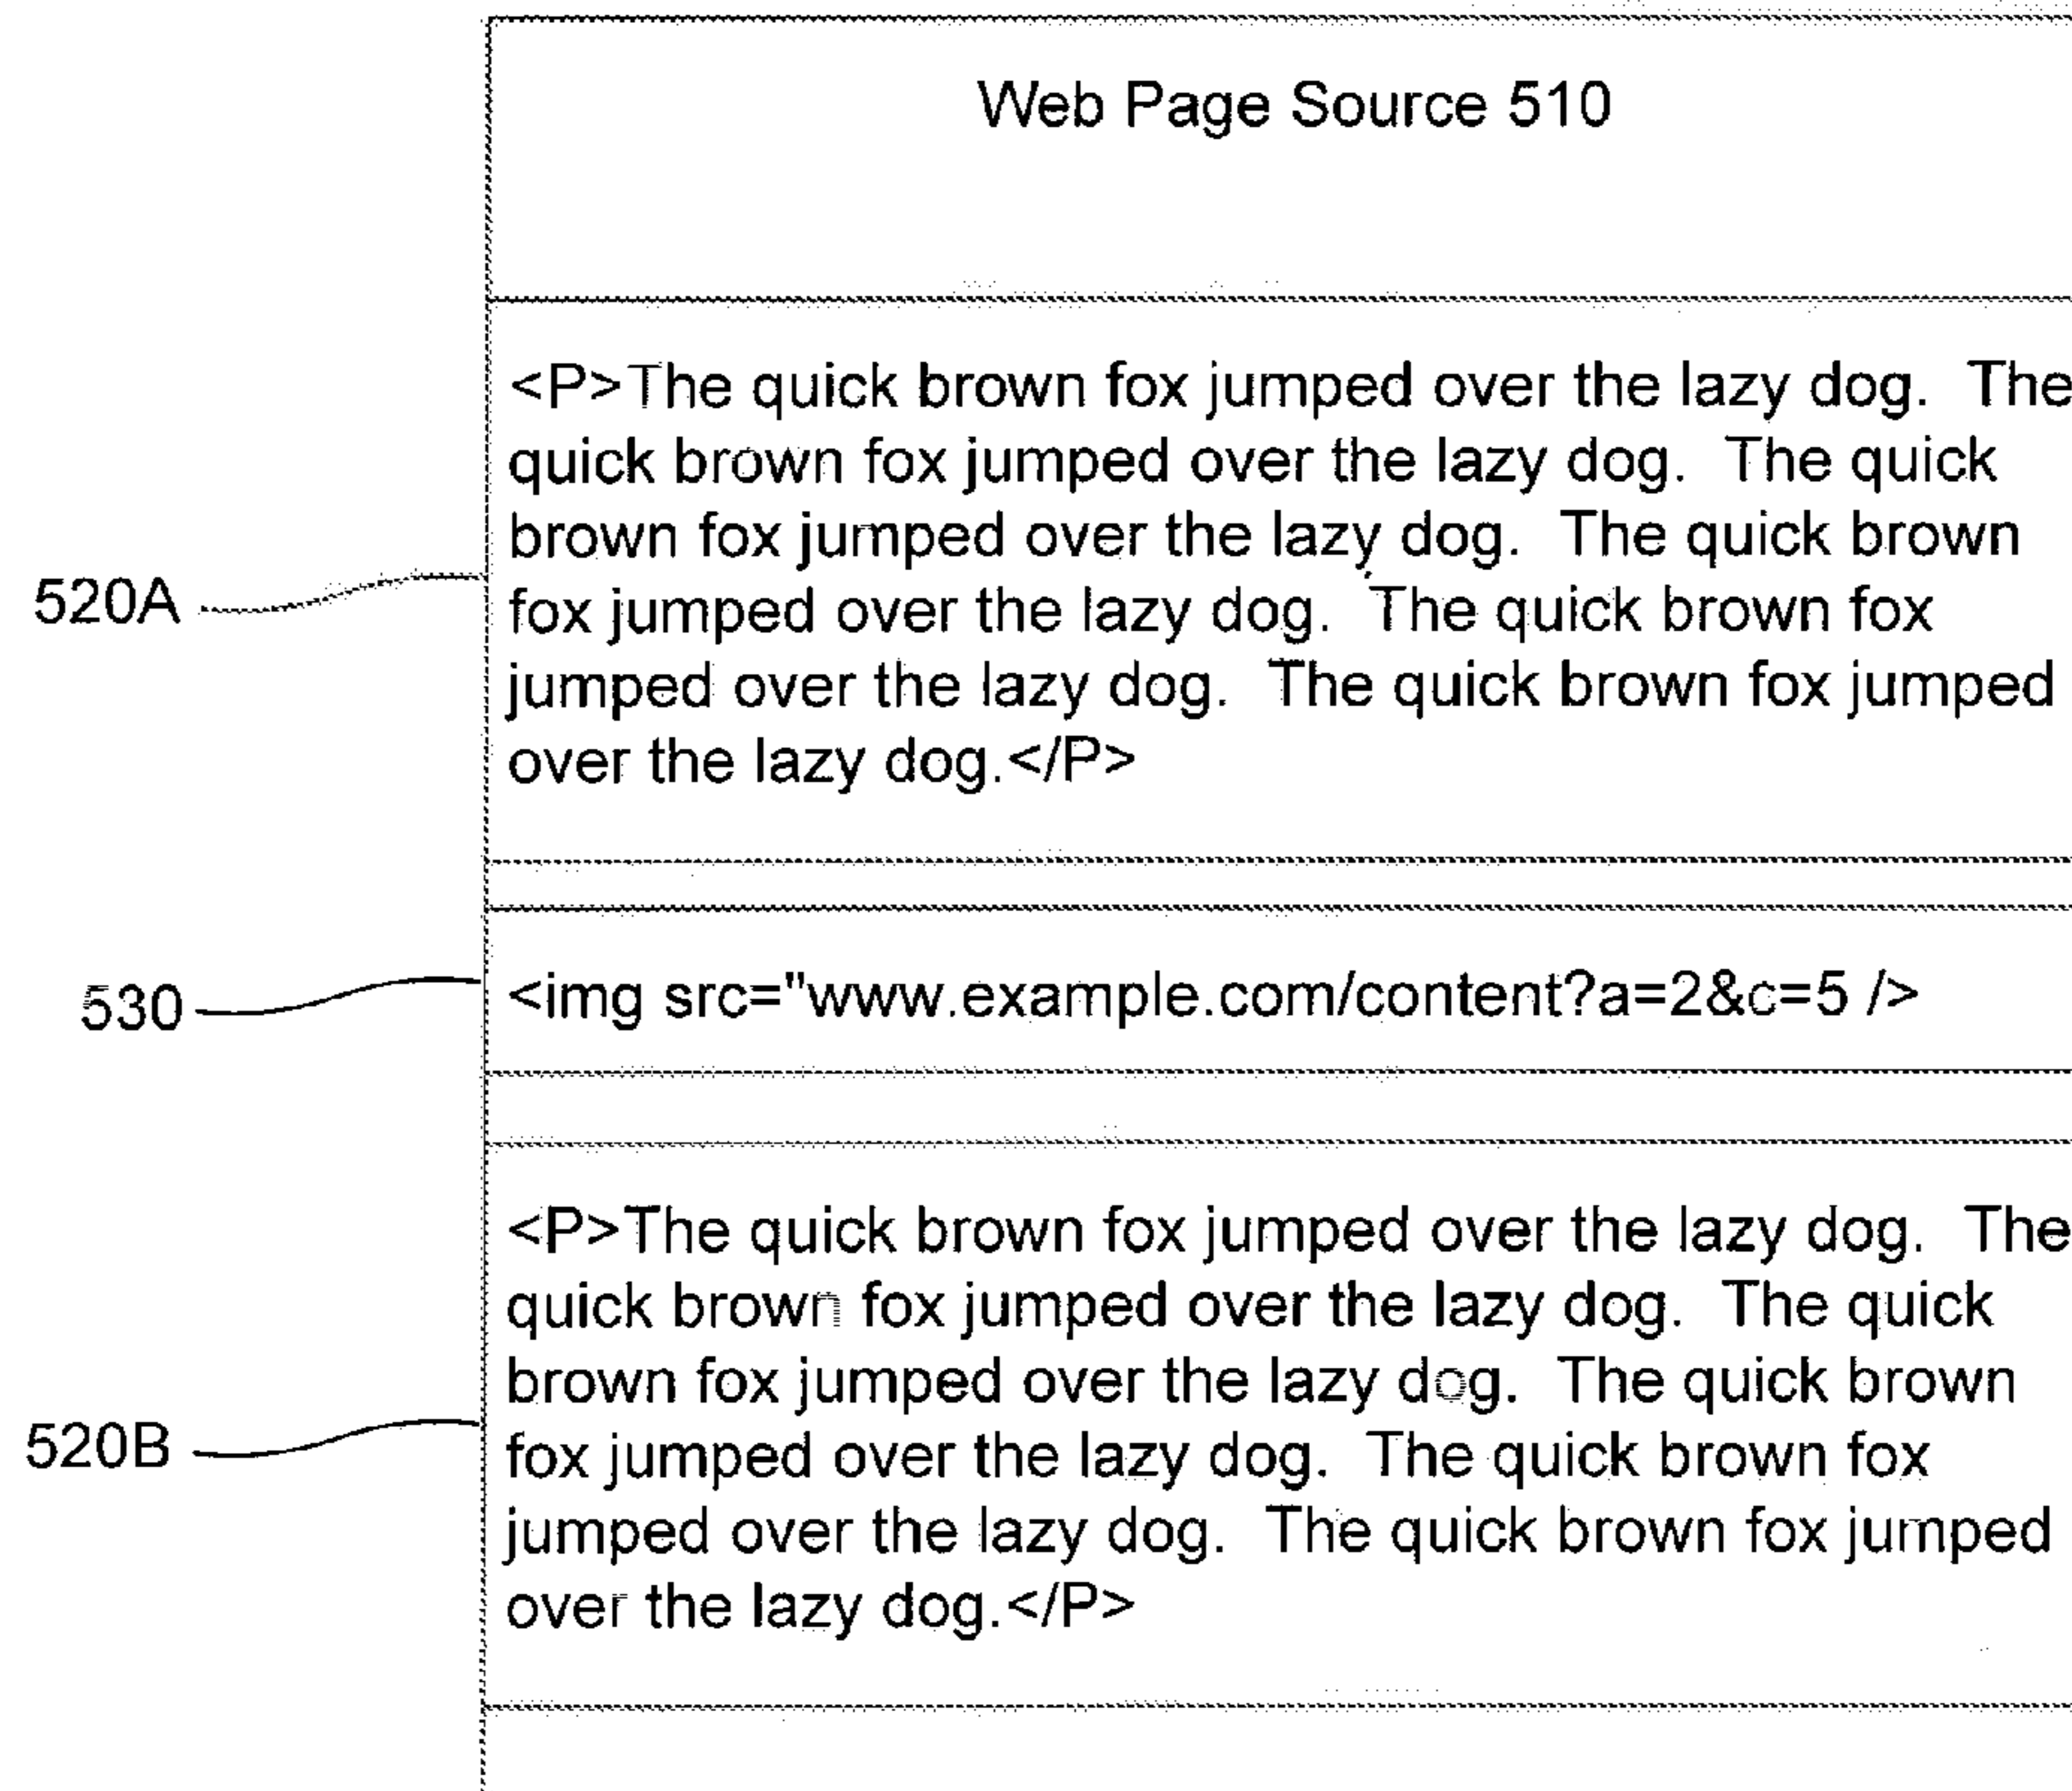 Web Page Source 510
<P>The quick brown fox jumped over the lazy dog.  The
quick brown fox jumped over the lazy dog.  The quick
brown fox jumped over the lazy dog.  The quick brown
520A
fox jumped over the lazy dog.  The quick brown fox
jumped over the lazy dog.  The quick brown fox jumped
over the lazy dog.</P>
530
<img src="www.example.com/content?a=2&c=5 />
<P>The quick brown fox jumped over the lazy dog.  The
quick brown fox jumped over the lazy dog.  The quick
brown fox jumped over the lazy dog.  The quick brown
520B
fox jumped over the lazy dog.  The quick brown fox
jumped over the lazy dog.  The quick brown fox jumped
over the lazy dog.</P>